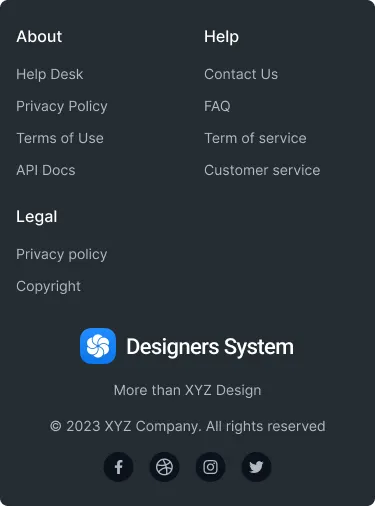 About
Help Desk
Privacy Policy
Terms of Use
API Docs
Help
Contact Us
FAQ
Term of service
Customer service
Legal
Privacy policy
Copyright
Designers System
More than XYZ Design
© 2023 XYZ Company. All rights reserved